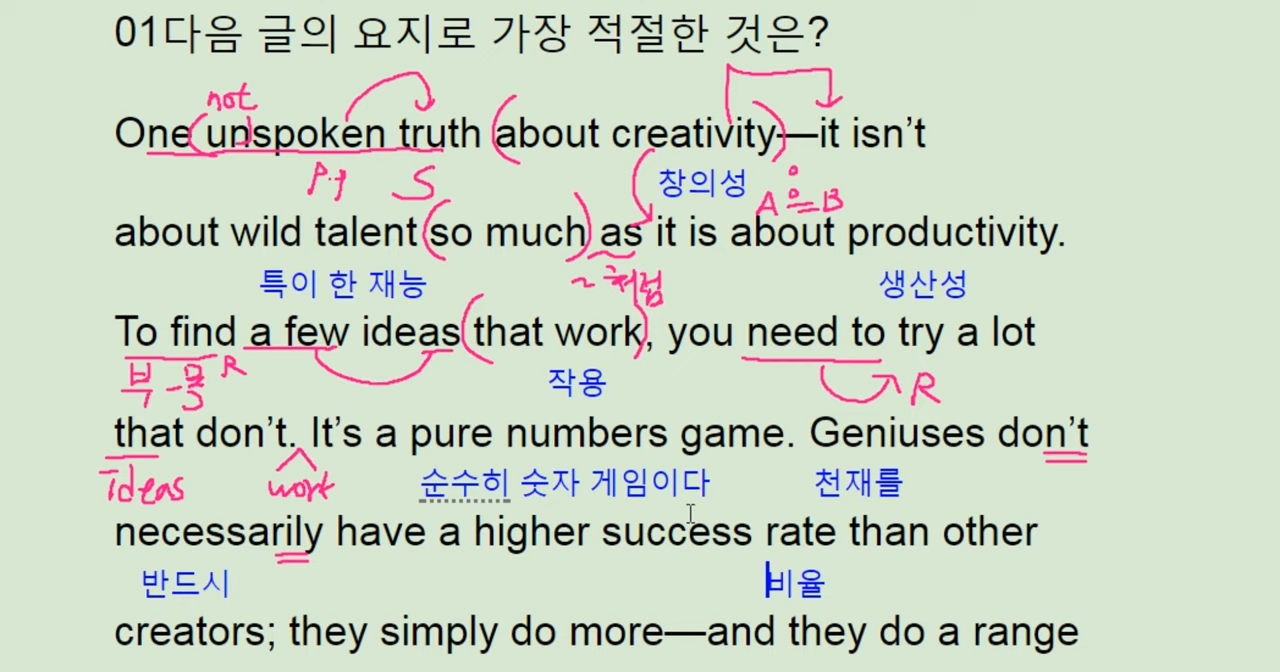 01다음 글의 요지로 가장 적절한 것은?
not
One unspoken truth (about creativity)—it isn't
P.P S 창의성 A = B
about wild talent (so much) as it is about productivity.
특이 한 재능 ~처럼 생산성
To find a few ideas (that work), you need to try a lot
부-목 R 작용 R
that don't. It's a pure numbers game. Geniuses don't
ideas work 순수히 숫자 게임이다 천재를
necessarily have a higher success rate than other
반드시 비율
creators; they simply do more—and they do a range